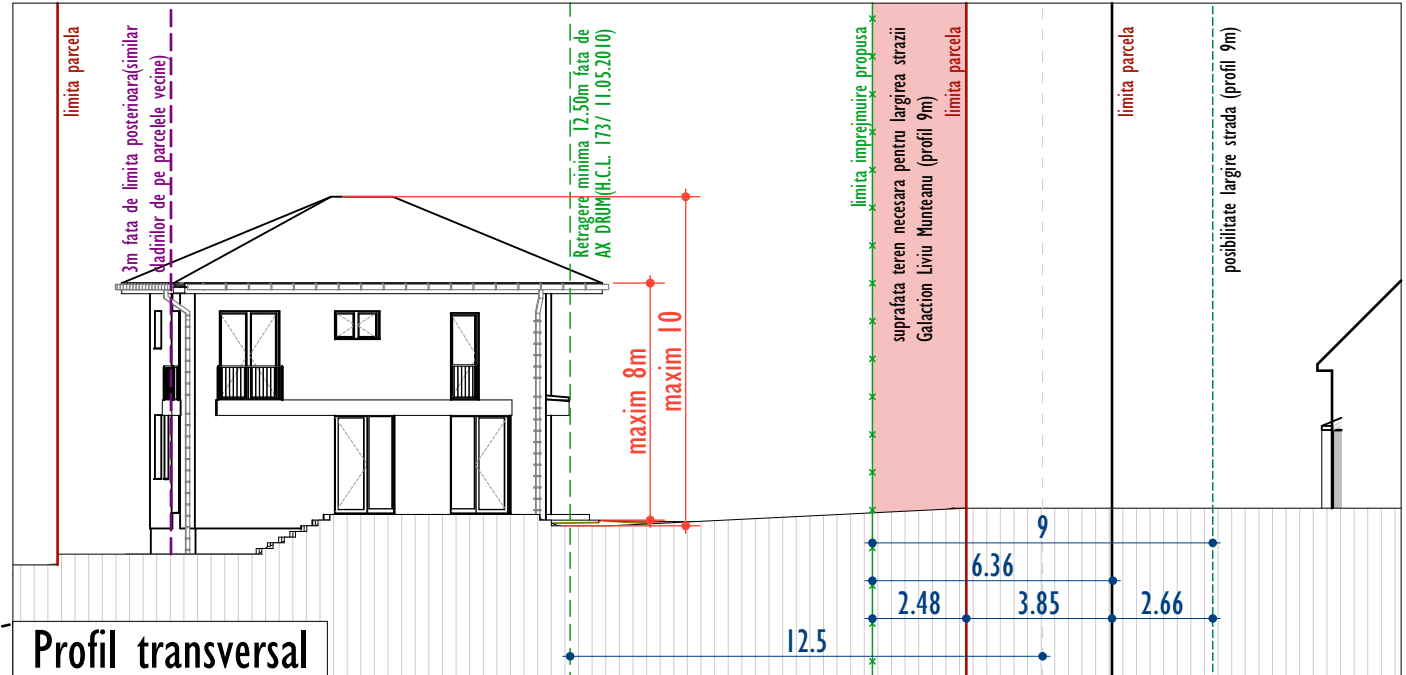 limita parcela
3m fata de limita posterioara(similar
cladirilor de pe parcelele vecine)
Retragere minima 12.50m fata de
AX DRUM(H.C.L. 173/ 11.05.2010)
limita imprejmuire propusa
suprafata teren necesara pentru largirea strazii
Galaction Liviu Munteanu (profil 9m)
limita parcela
limita parcela
posibilitate largire strada (profil 9m)
maxim 8m
maxim 10
9
6.36
2.48
3.85
2.66
12.5
Profil transversal